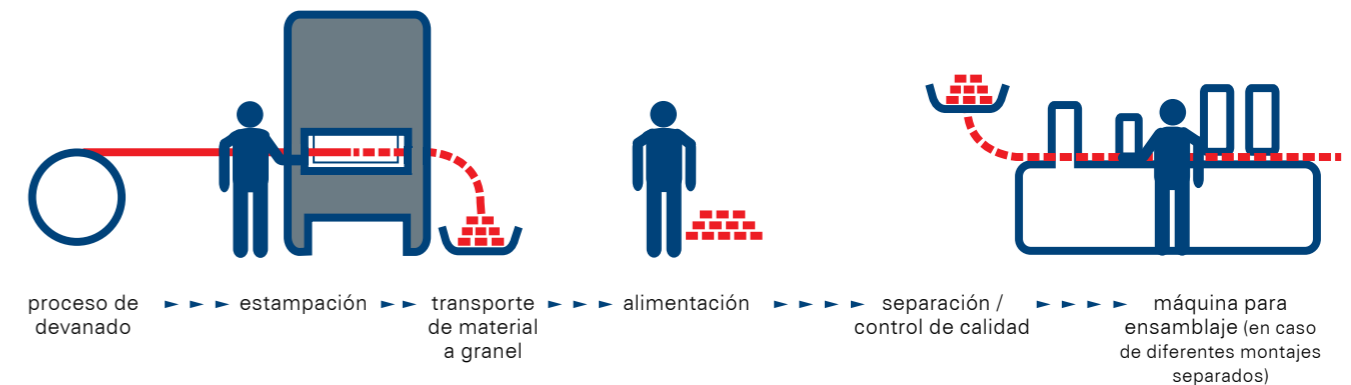 proceso de
devanado
estampación
transporte
de material
a granel
alimentación
separación /
control de calidad
máquina para
ensamblaje (en caso
de diferentes montajes
separados)